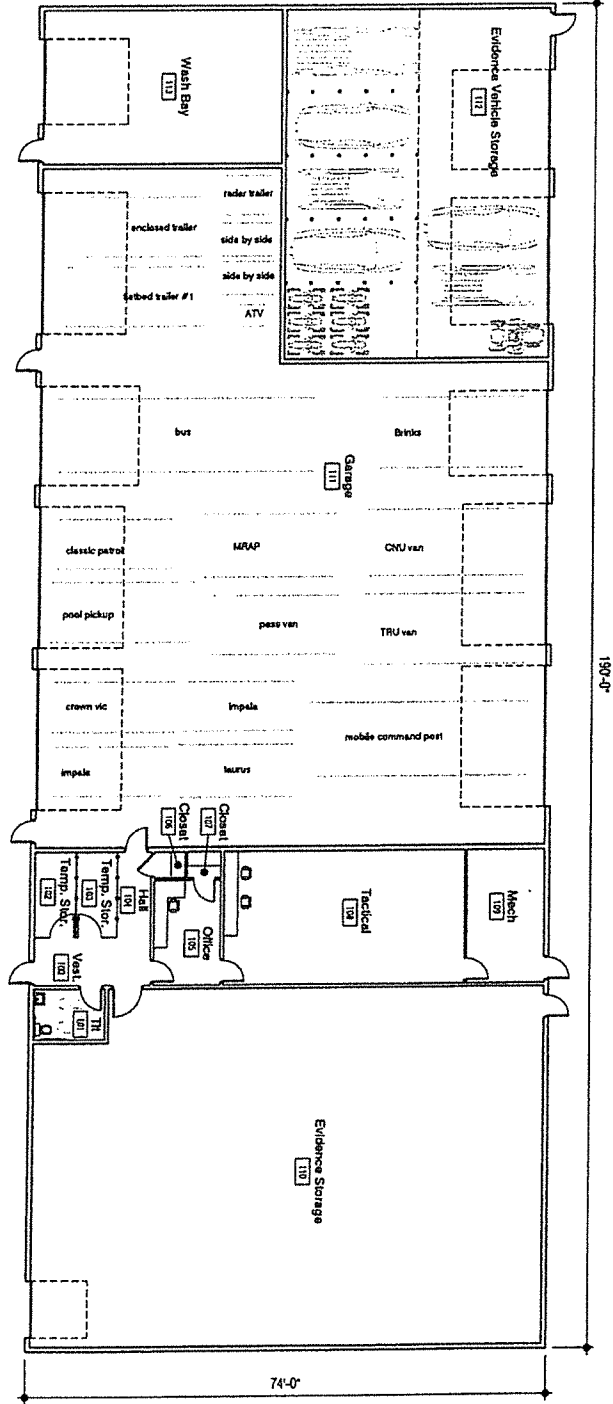 Evidence Vehicle Storage
112
Wash Bay
113
radar trailer
enclosed trailer
side by side
side by side
flatbed trailer #1
ATV
bus
Brinks
Garage
111
classic patrol
MRAP
CNU van
pool pickup
pass van
TRU van
crown vic
impala
mobile command post
impala
taurus
190'-0"
Closet
106
Closet
107
Temp. Stor.
102
Temp. Stor.
103
Hall
104
Office
105
Tactical
108
Mech
109
Vest.
100
Tlt
101
Evidence Storage
110
74'-0"